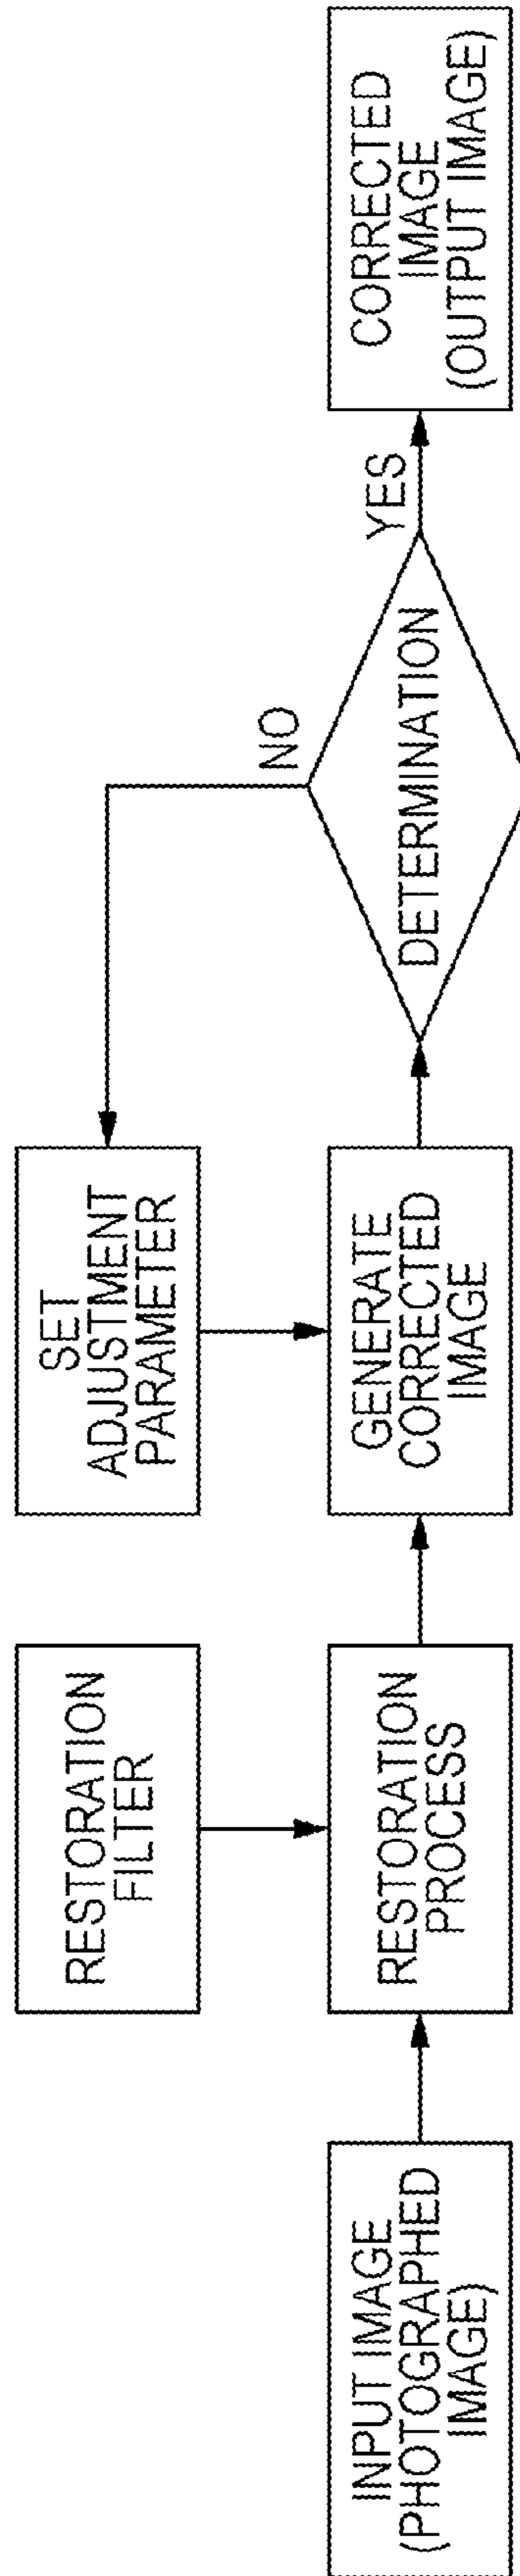 RESTORATION
FILTER
SET
ADJUSTMENT
PARAMETER
NO
INPUT IMAGE
(PHOTOGRAPHED
IMAGE)
RESTORATION
PROCESS
GENERATE
CORRECTED
IMAGE
DETERMINATION
YES
CORRECTED
IMAGE
(OUTPUT IMAGE)